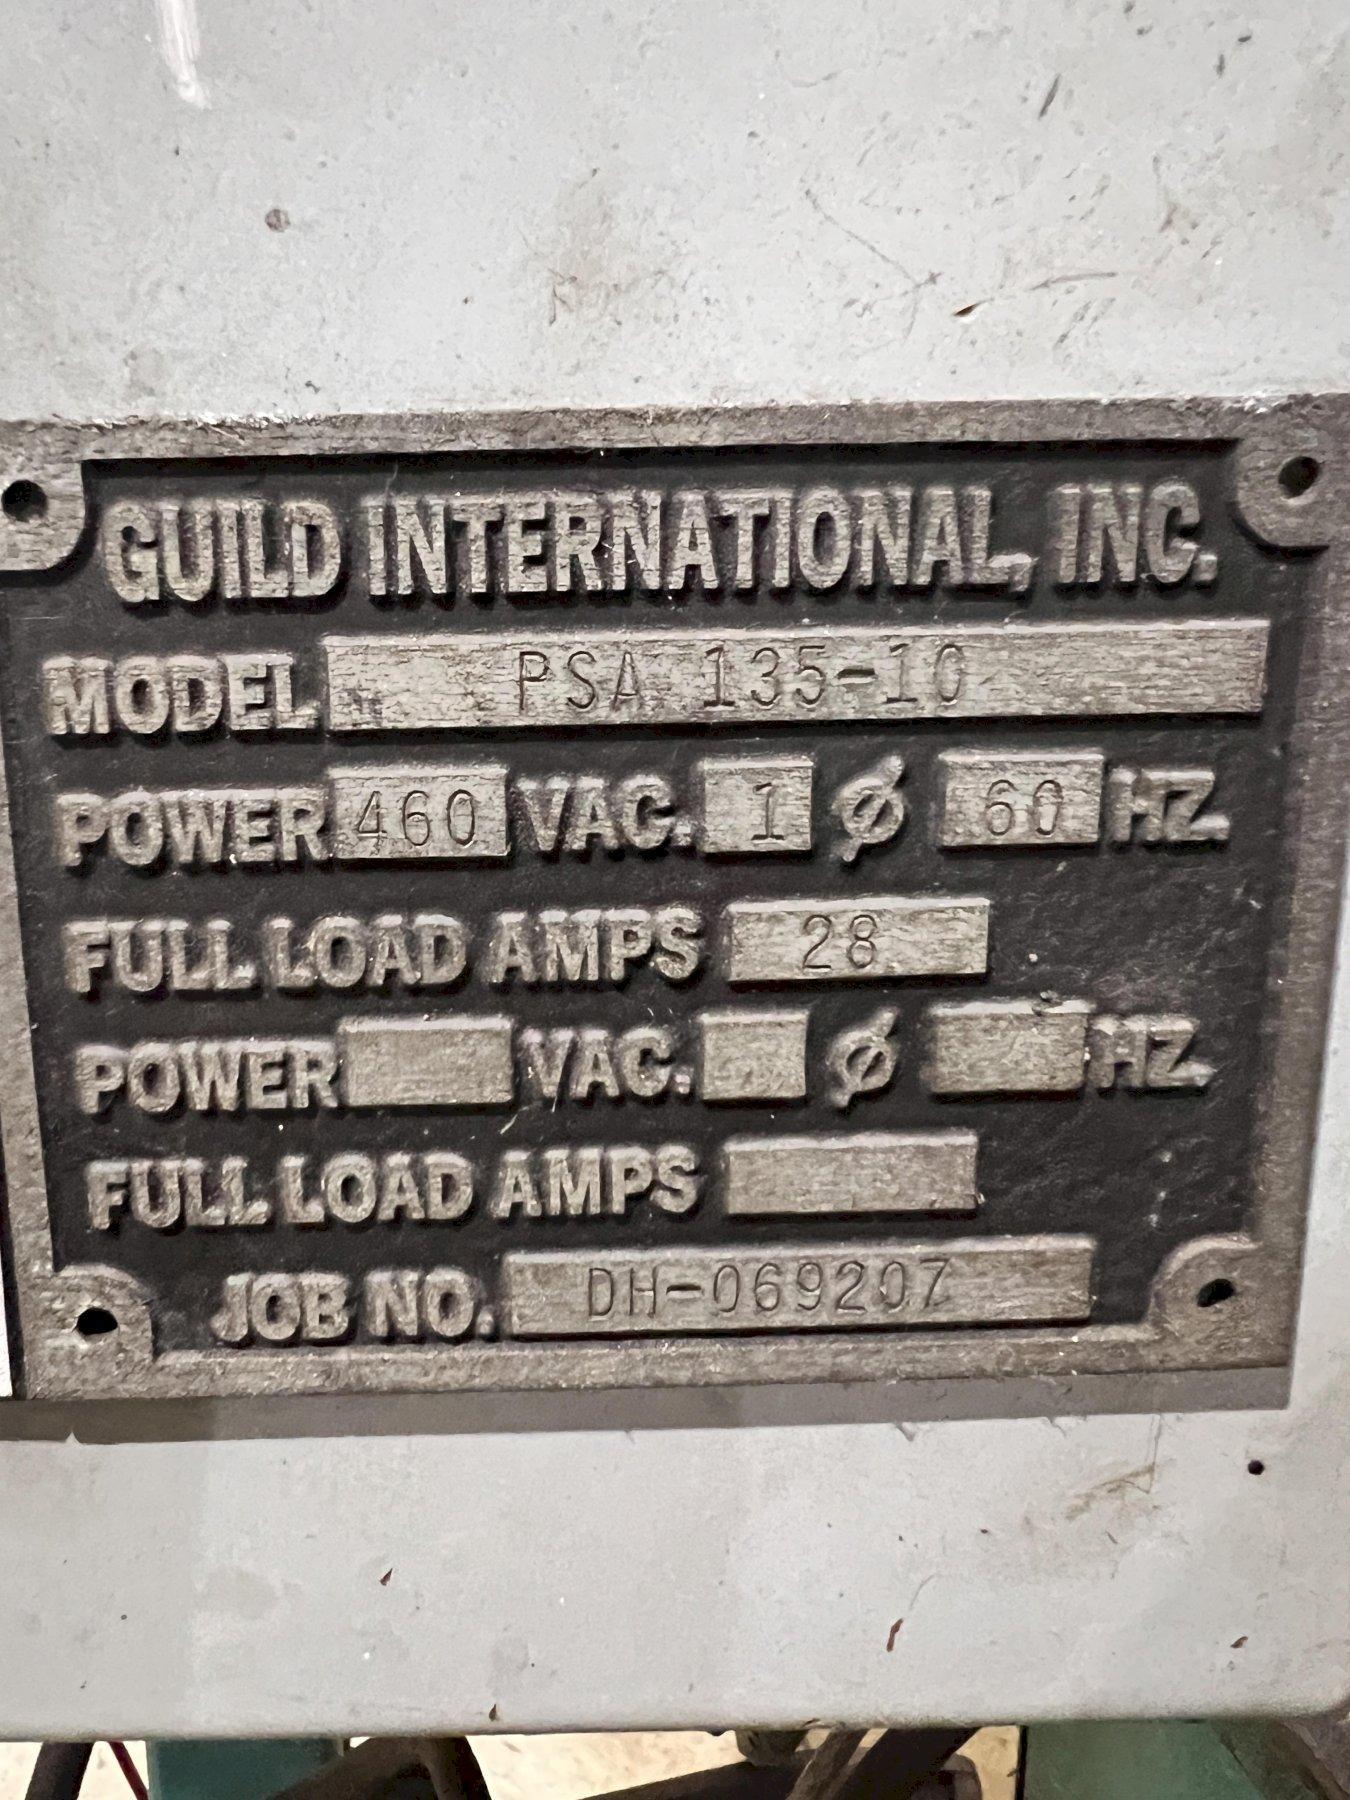 GUILD INTERNATIONAL, INC.
MODEL PSA 135-10
POWER 460 VAC. 1 Ø 60 HZ.
FULL LOAD AMPS 28
POWER VAC. Ø HZ.
FULL LOAD AMPS
JOB NO. DH-069207